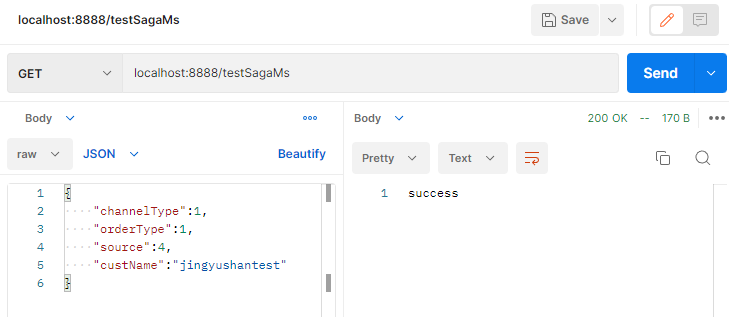 localhost:8888/testSagaMs
Save
GET
localhost:8888/testSagaMs
Send
Body
Body
200 OK -- 170 B
raw
JSON
Beautify
Pretty
Text
1 {
2 "channelType":1,
3 "orderType":1,
4 "source":4,
5 "custName":"jingyushantest"
6 }
1 success